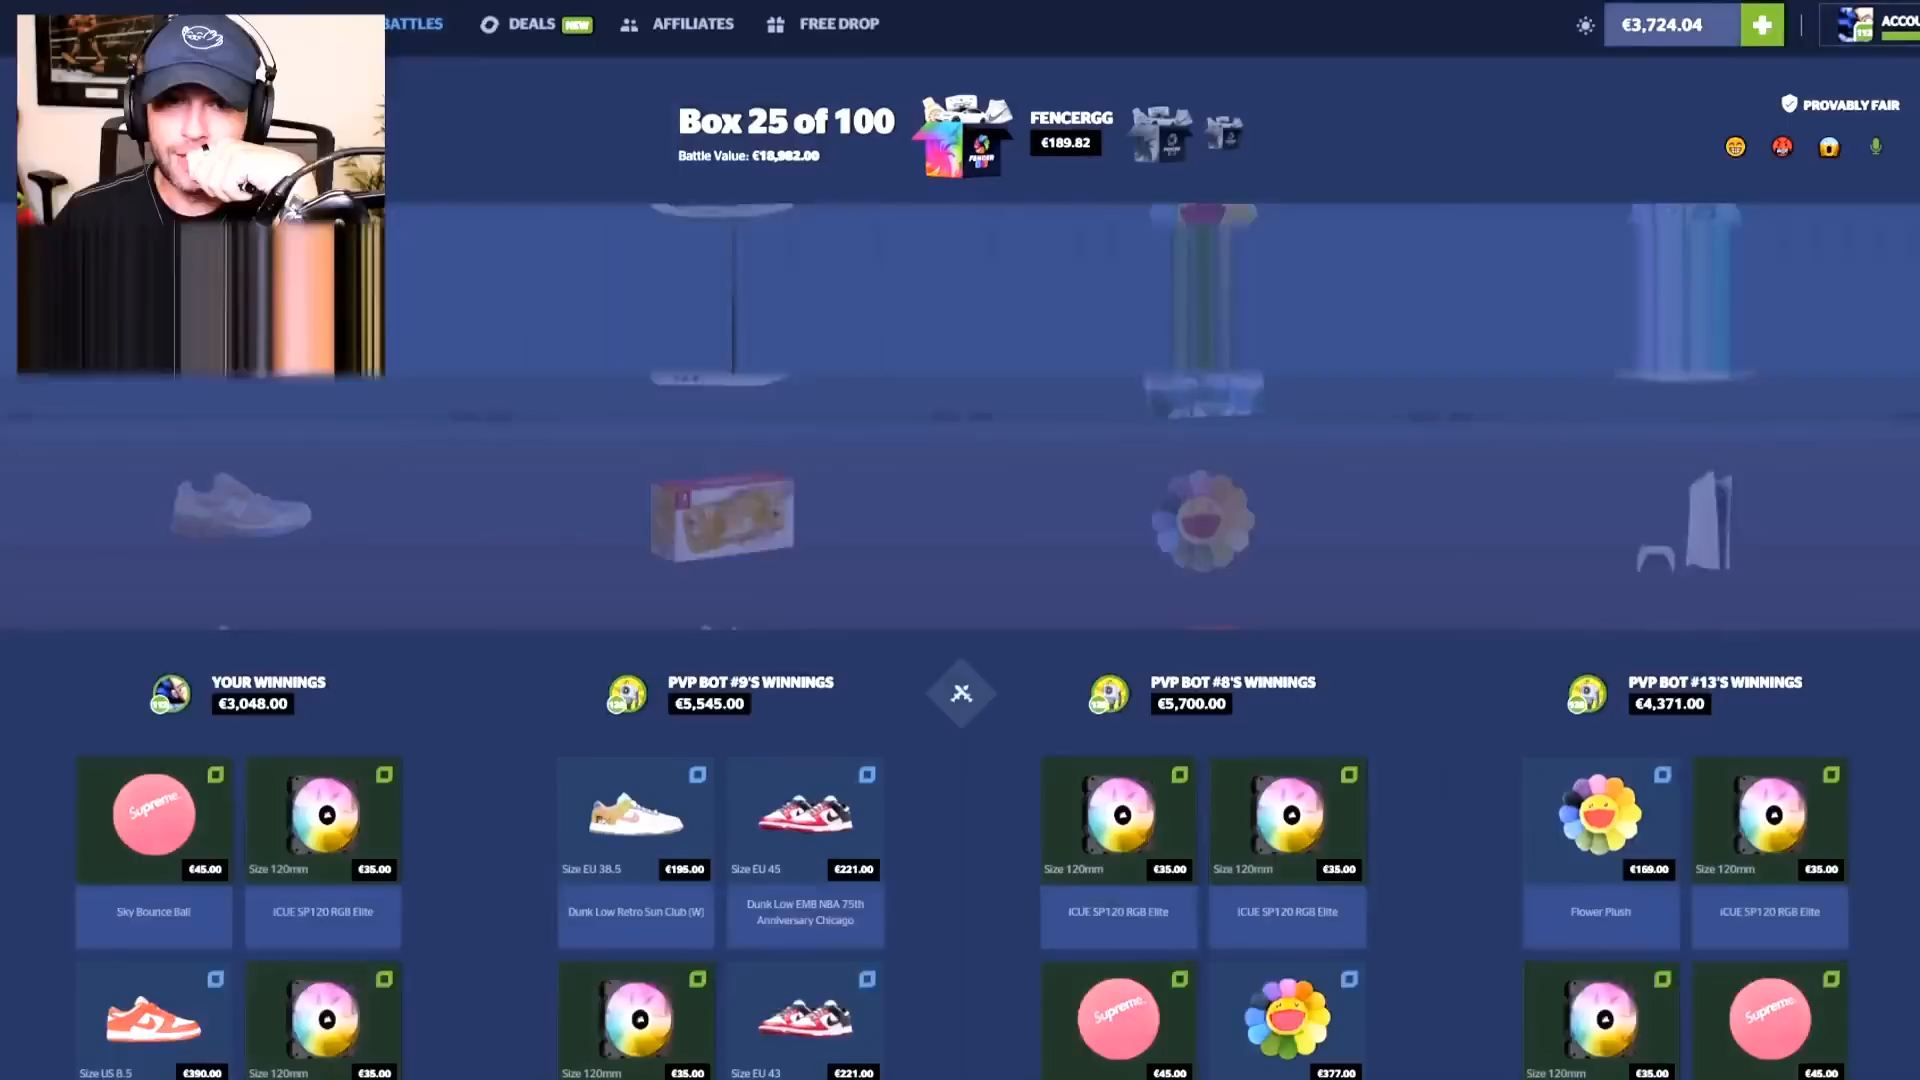 BATTLES
DEALS NEW
AFFILIATES
FREE DROP
€3,724.04
Box 25 of 100
Battle Value: €18,982.00
FENCERGG
€189.82
PROVABLY FAIR
YOUR WINNINGS
€3,048.00
PVP BOT #9'S WINNINGS
€5,545.00
PVP BOT #8'S WINNINGS
€5,700.00
PVP BOT #13'S WINNINGS
€4,371.00
Supreme
€45.00
Sky Bounce Ball
Size 120mm €35.00
iCUE SP120 RGB Elite
Size EU 38.5 €195.00
Dunk Low Retro Sun Club (W)
Size EU 45 €221.00
Dunk Low EMB NBA 75th
Anniversary Chicago
Size 120mm €35.00
iCUE SP120 RGB Elite
Size 120mm €35.00
iCUE SP120 RGB Elite
€169.00
Flower Plush
Size 120mm €35.00
iCUE SP120 RGB Elite
Size US 8.5 €390.00
Size 120mm €35.00
Size 120mm €35.00
Size EU 43 €221.00
Supreme
€45.00
€377.00
Size 120mm €35.00
Supreme
€45.00